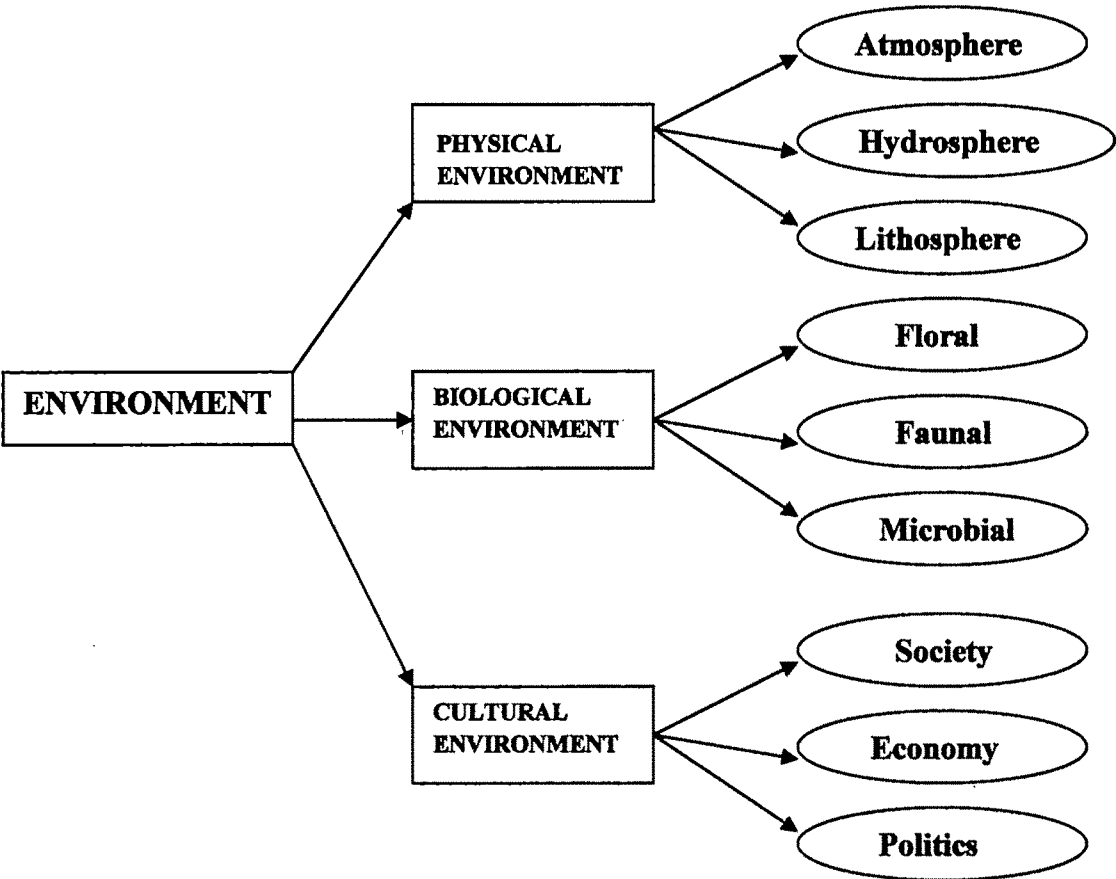 Atmosphere
PHYSICAL
ENVIRONMENT
Hydrosphere
Lithosphere
ENVIRONMENT
BIOLOGICAL
ENVIRONMENT
Floral
Faunal
Microbial
CULTURAL
ENVIRONMENT
Society
Economy
Politics